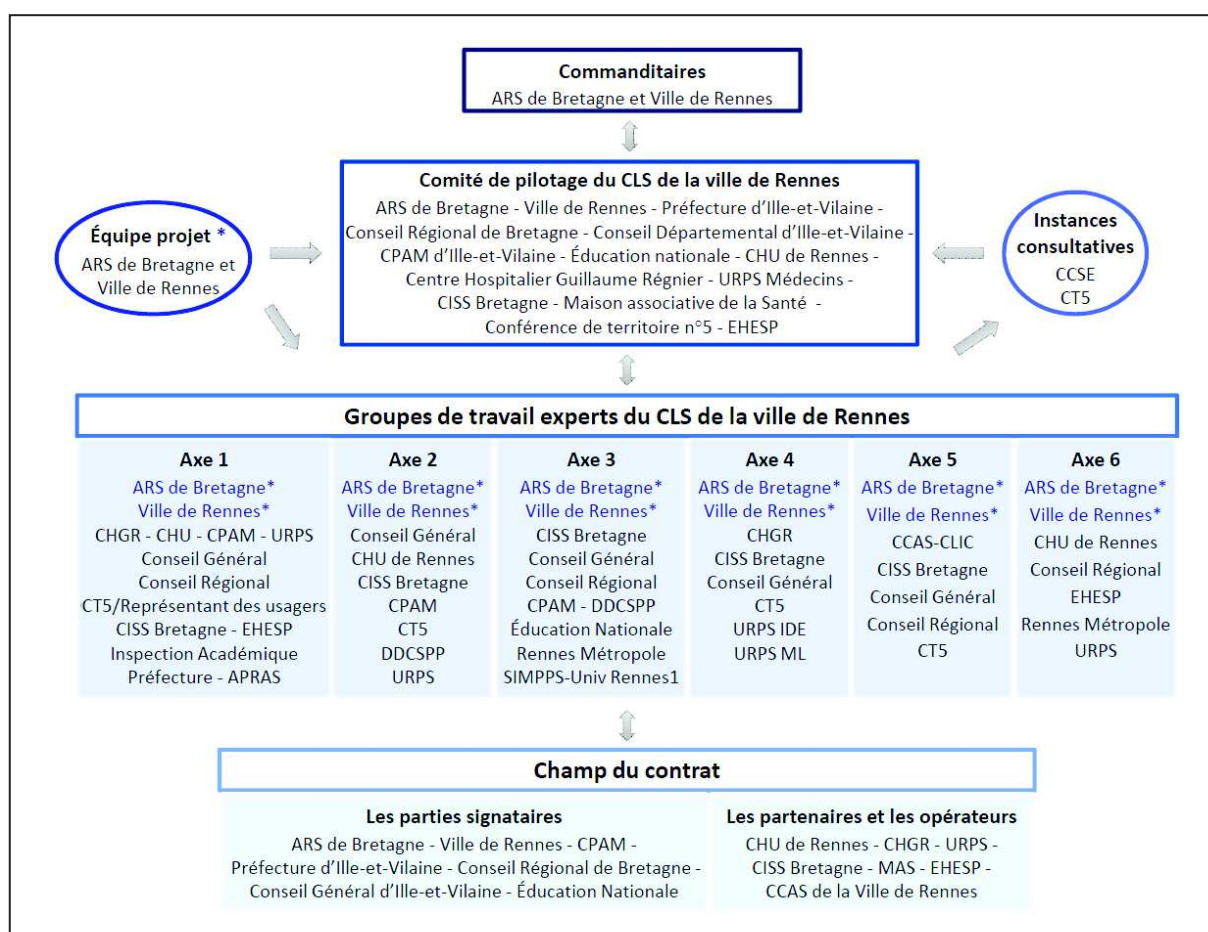 Commanditaires
ARS de Bretagne et Ville de Rennes
Comité de pilotage du CLS de la ville de Rennes
ARS de Bretagne - Ville de Rennes - Préfecture d'Ille-et-Vilaine -
Conseil Régional de Bretagne - Conseil Départemental d'Ille-et-Vilaine -
CPAM d'Ille-et-Vilaine - Éducation nationale - CHU de Rennes -
Centre Hospitalier Guillaume Régnier - URPS Médecins -
CISS Bretagne - Maison associative de la Santé -
Conférence de territoire n°5 - EHESP
Équipe projet *
ARS de Bretagne et
Ville de Rennes
Instances
consultatives
CCSE
CT5
Groupes de travail experts du CLS de la ville de Rennes
Axe 1
ARS de Bretagne*
Ville de Rennes*
CHGR - CHU - CPAM - URPS
Conseil Général
Conseil Régional
CT5/Représentant des usagers
CISS Bretagne - EHESP
Inspection Académique
Préfecture - APRAS
Axe 2
ARS de Bretagne*
Ville de Rennes*
Conseil Général
CHU de Rennes
CISS Bretagne
CPAM
CT5
DDCSPP
URPS
Axe 3
ARS de Bretagne*
Ville de Rennes*
CISS Bretagne
Conseil Général
Conseil Régional
CPAM - DDCSPP
Éducation Nationale
Rennes Métropole
SIMPPS-Univ Rennes1
Axe 4
ARS de Bretagne*
Ville de Rennes*
CHGR
CISS Bretagne
Conseil Général
CT5
URPS IDE
URPS ML
Axe 5
ARS de Bretagne*
Ville de Rennes*
CCAS-CLIC
CISS Bretagne
Conseil Général
Conseil Régional
CT5
Axe 6
ARS de Bretagne*
Ville de Rennes*
CHU de Rennes
Conseil Régional
EHESP
Rennes Métropole
URPS
Champ du contrat
Les parties signataires
ARS de Bretagne - Ville de Rennes - CPAM -
Préfecture d'Ille-et-Vilaine - Conseil Régional de Bretagne -
Conseil Général d'Ille-et-Vilaine - Éducation Nationale
Les partenaires et les opérateurs
CHU de Rennes - CHGR - URPS -
CISS Bretagne - MAS - EHESP -
CCAS de la Ville de Rennes